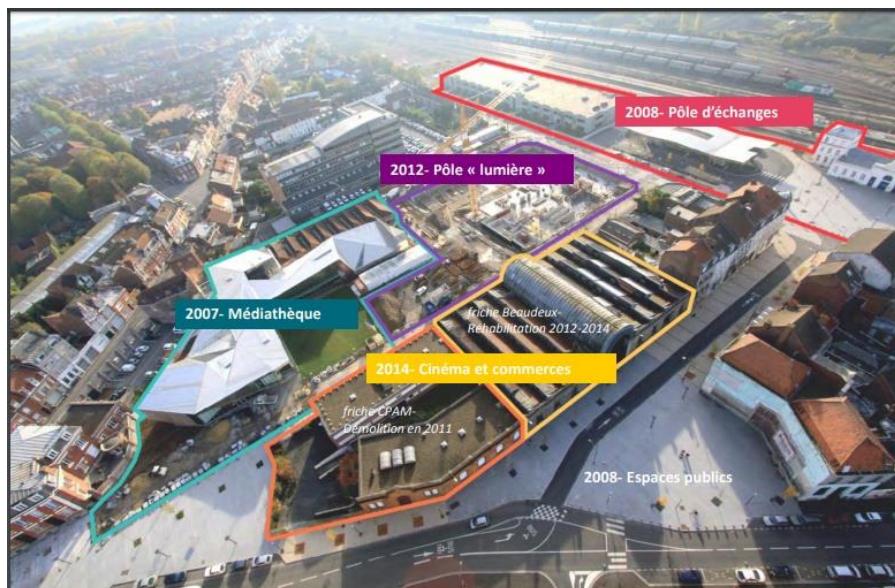 2008- Pôle d'échanges
2012- Pôle « lumière »
2007- Médiathèque
friche Beaudeux-
Réhabilitation 2012-2014
2014- Cinéma et commerces
friche CPAM-
Démolition en 2011
2008- Espaces publics